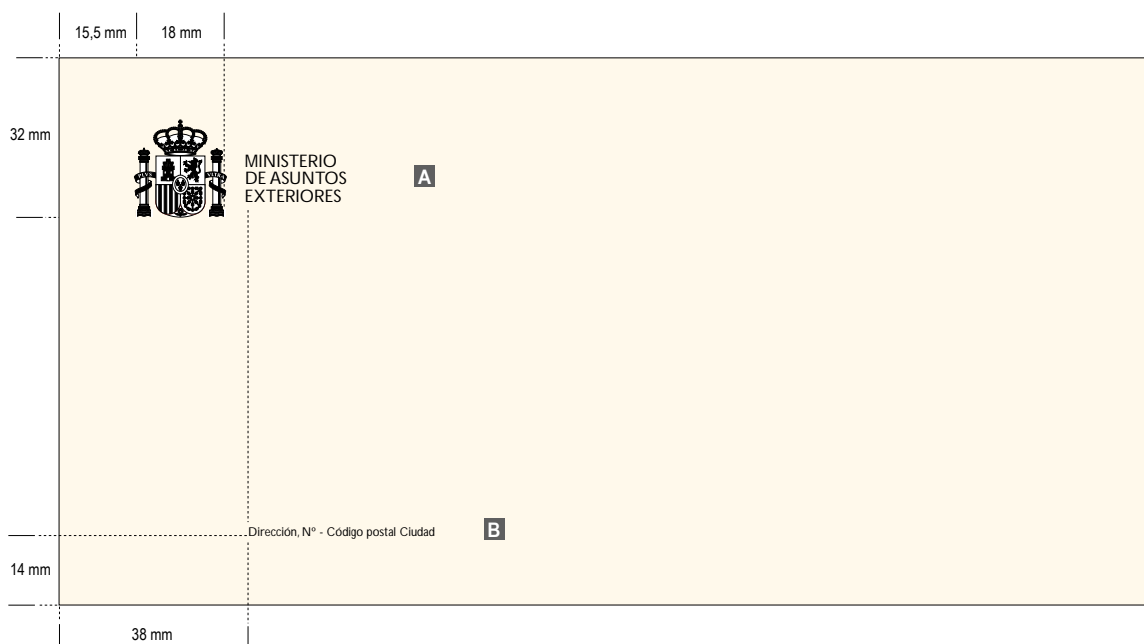 15,5 mm
18 mm
32 mm
MINISTERIO
DE ASUNTOS
EXTERIORES
A
Dirección, Nº - Código postal Ciudad
B
14 mm
38 mm